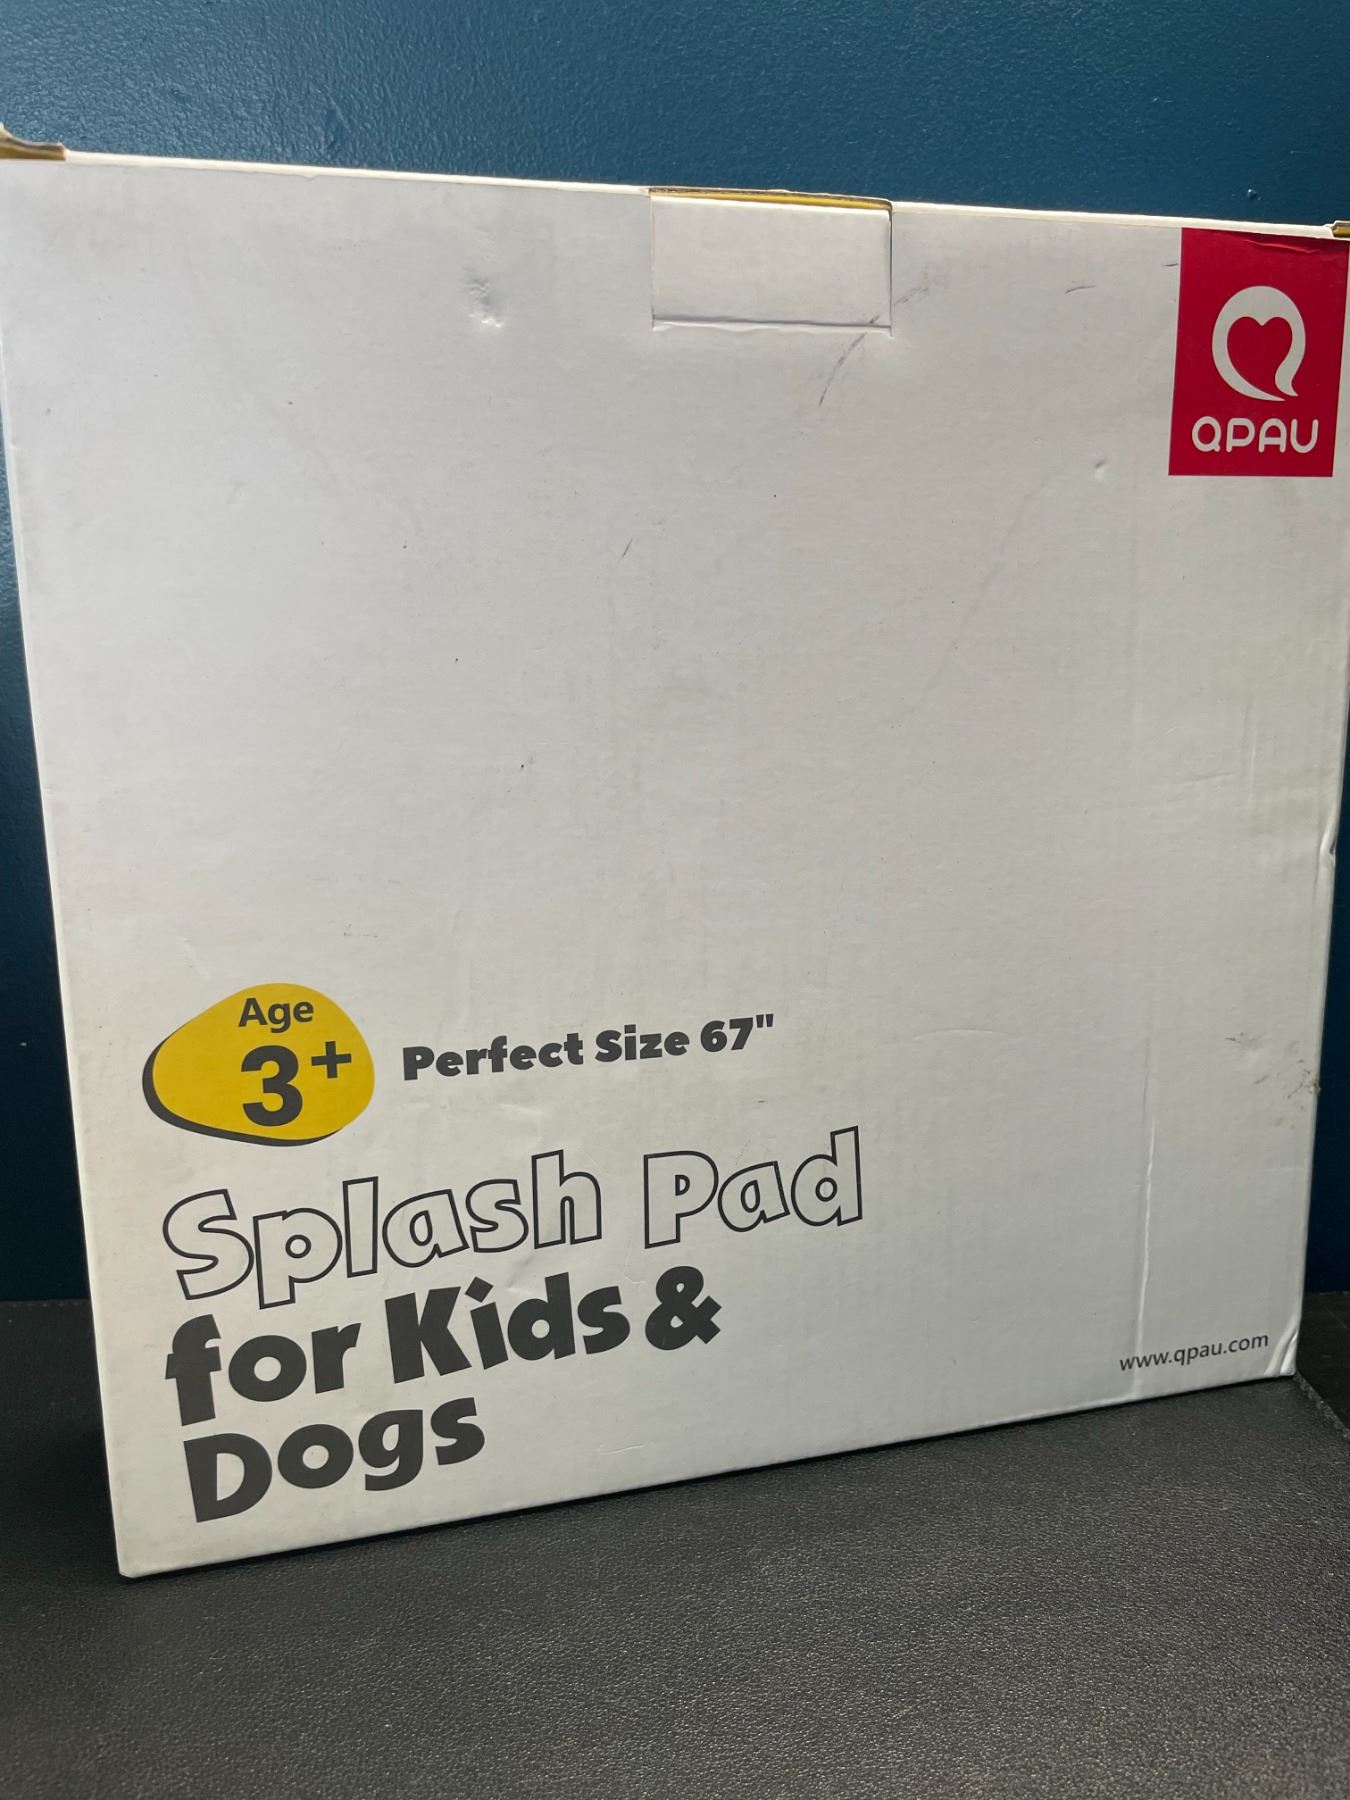 QPAU
Age
3+
Perfect Size 67"
Splash Pad
for Kids &
Dogs
www.qpau.com